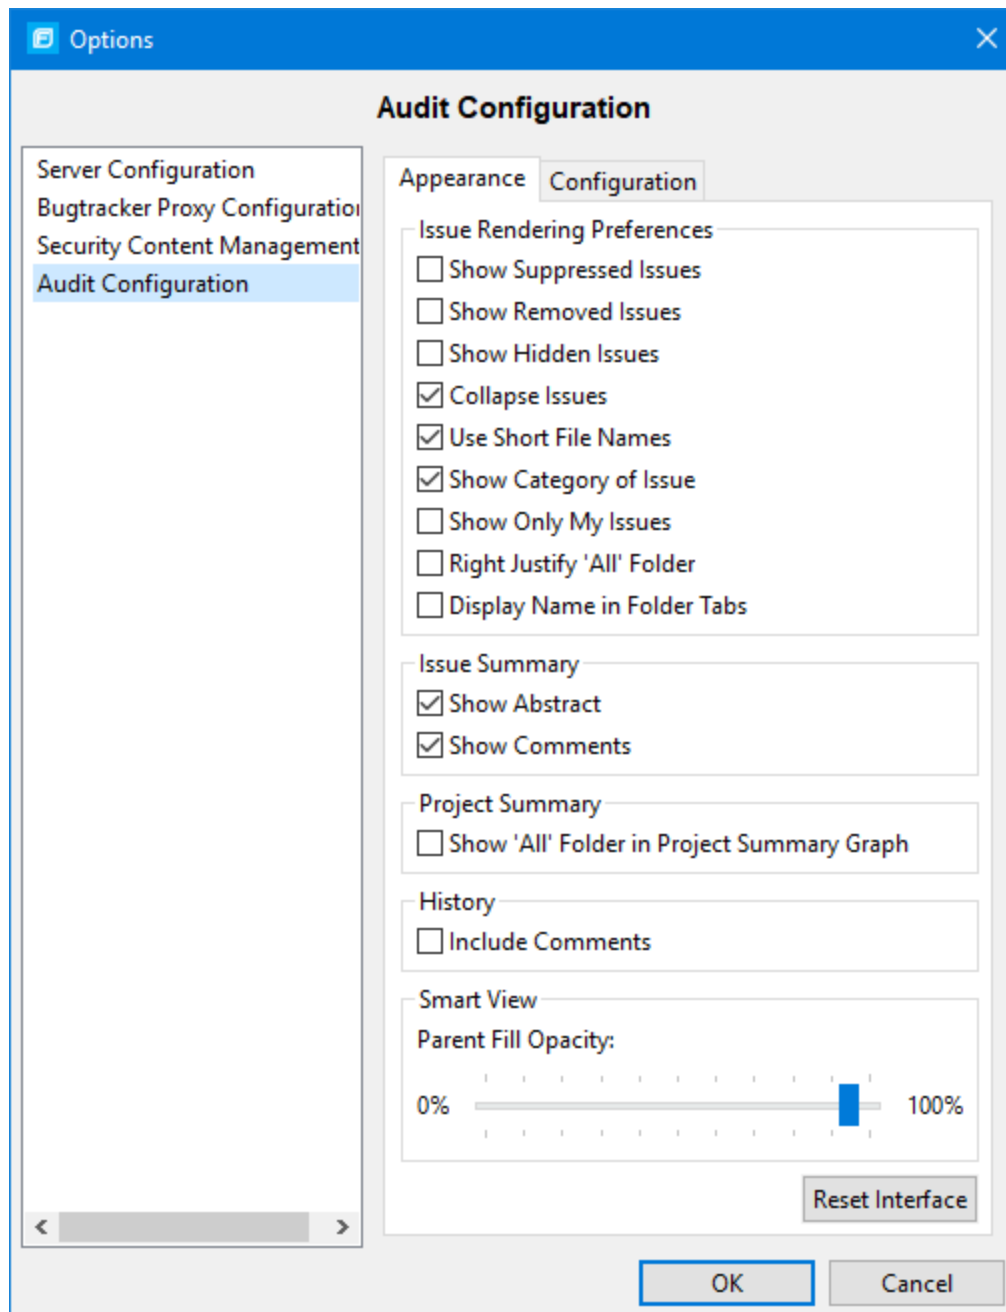 Options
Audit Configuration
Server Configuration
Bugtracker Proxy Configuration
Security Content Management
Audit Configuration
Appearance
Configuration
Issue Rendering Preferences
Show Suppressed Issues
Show Removed Issues
Show Hidden Issues
Collapse Issues
Use Short File Names
Show Category of Issue
Show Only My Issues
Right Justify 'All' Folder
Display Name in Folder Tabs
Issue Summary
Show Abstract
Show Comments
Project Summary
Show 'All' Folder in Project Summary Graph
History
Include Comments
Smart View
Parent Fill Opacity:
0% 100%
Reset Interface
OK Cancel